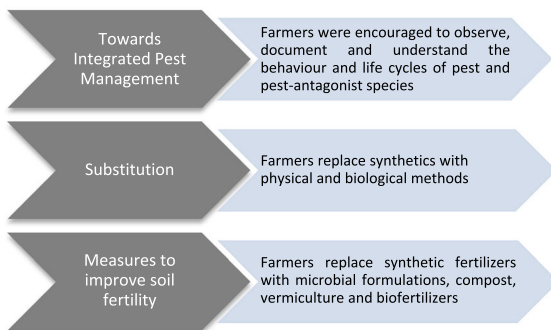 Towards
Integrated Pest
Management
Farmers were encouraged to observe,
document and understand the
behaviour and life cycles of pest and
pest-antagonist species
Substitution
Farmers replace synthetics with
physical and biological methods
Measures to
improve soil
fertility
Farmers replace synthetic fertilizers
with microbial formulations, compost,
vermiculture and biofertilizers